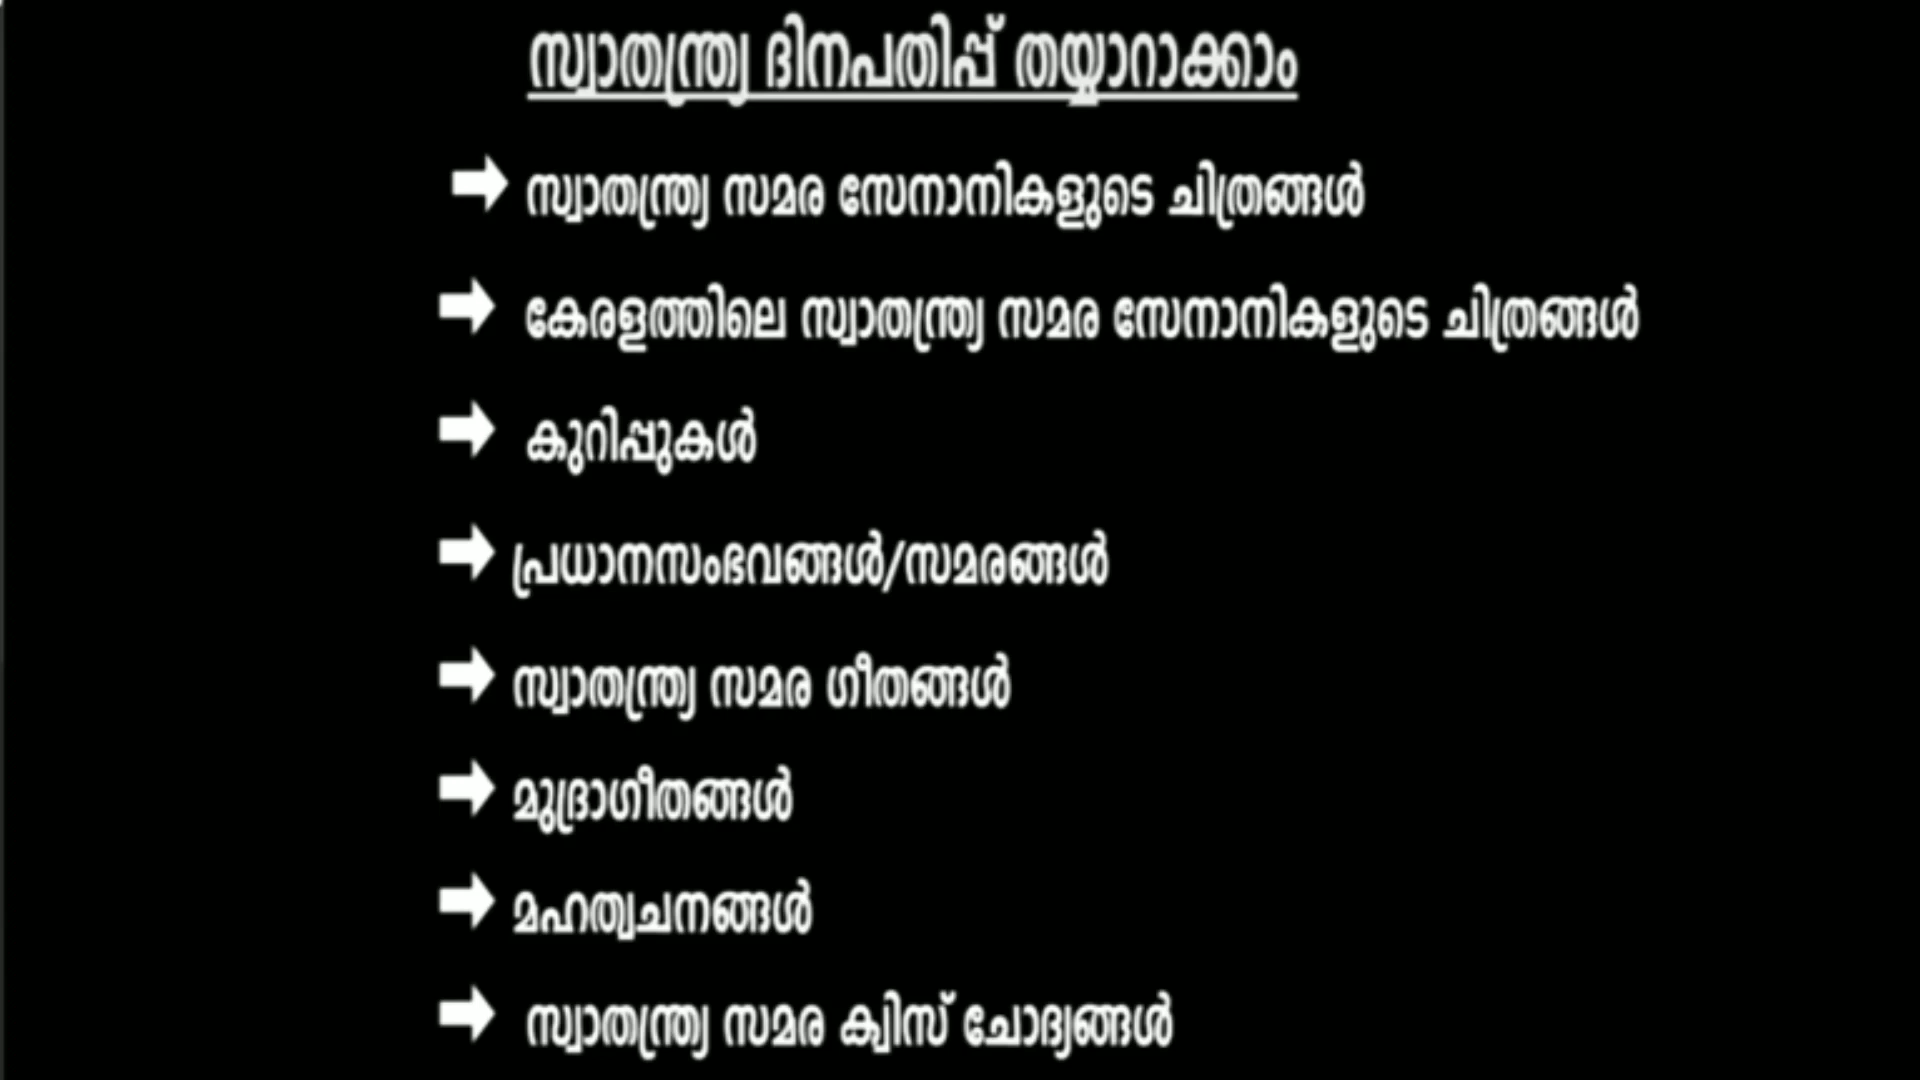 സ്വാതന്ത്ര്യ ദിനപതിപ്പ് തയ്യാറാക്കാം
സ്വാതന്ത്ര്യ സമര സേനാനികളുടെ ചിത്രങ്ങൾ
കേരളത്തിലെ സ്വാതന്ത്ര്യ സമര സേനാനികളുടെ ചിത്രങ്ങൾ
കുറിപ്പുകൾ
പ്രധാനസംഭവങ്ങൾ/സമരങ്ങൾ
സ്വാതന്ത്ര്യ സമര ഗീതങ്ങൾ
മുദ്രാഗീതങ്ങൾ
മഹത്വചനങ്ങൾ
സ്വാതന്ത്ര്യ സമര ക്വിസ് ചോദ്യങ്ങൾ